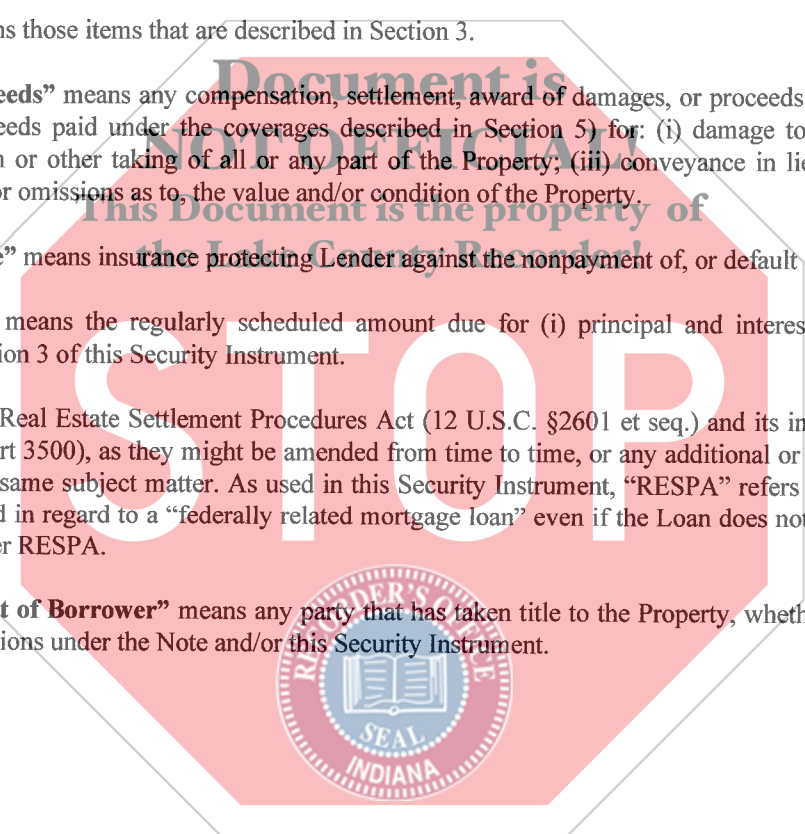 ns those items that are described in Section 3.
Document is
eeds” means any compensation, settlement, award of damages, or proceeds
eeds paid under the coverages described in Section 5) for: (i) damage to
NOT OFFICIAL!
n or other taking of all or any part of the Property; (iii) conveyance in lie
or omissions as to, the value and/or condition of the Property.
This Document is the property of
the Lake County Recorder!
e” means insurance protecting Lender against the nonpayment of, or default
means the regularly scheduled amount due for (i) principal and interes
ion 3 of this Security Instrument.
STOP
Real Estate Settlement Procedures Act (12 U.S.C. §2601 et seq.) and its in
rt 3500), as they might be amended from time to time, or any additional or
same subject matter. As used in this Security Instrument, “RESPA” refers
d in regard to a “federally related mortgage loan” even if the Loan does not
er RESPA.
t of Borrower” means any party that has taken title to the Property, wheth
ions under the Note and/or this Security Instrument.
RECORDER'S OFFICE
SEAL
INDIANA